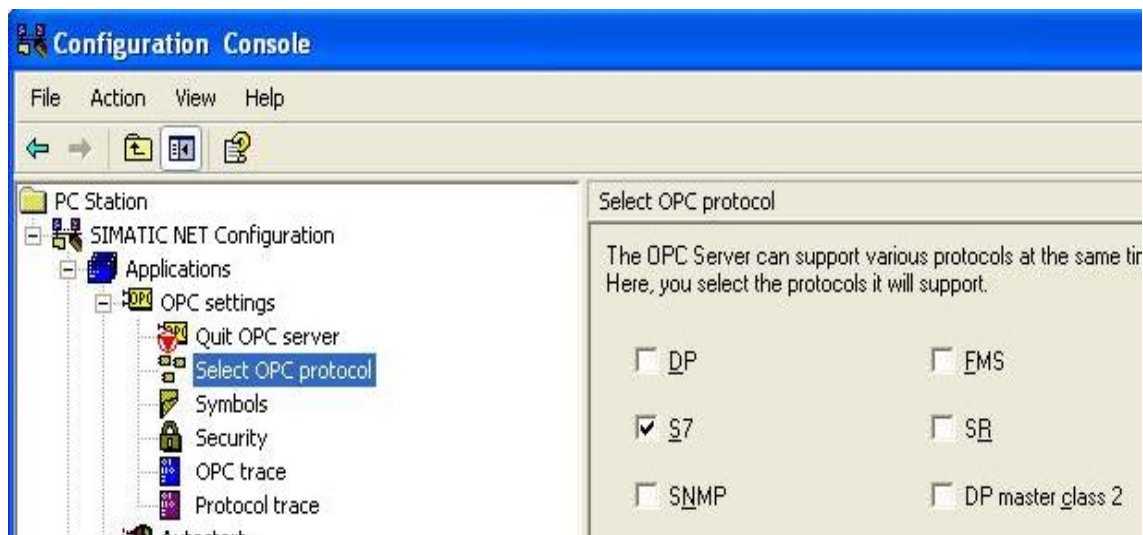 Configuration Console
File Action View Help
PC Station
SIMATIC NET Configuration
Applications
OPC settings
Quit OPC server
Select OPC protocol
Symbols
Security
OPC trace
Protocol trace
Select OPC protocol
The OPC Server can support various protocols at the same
Here, you select the protocols it will support.
DP
FMS
S7
SR
SNMP
DP master class 2